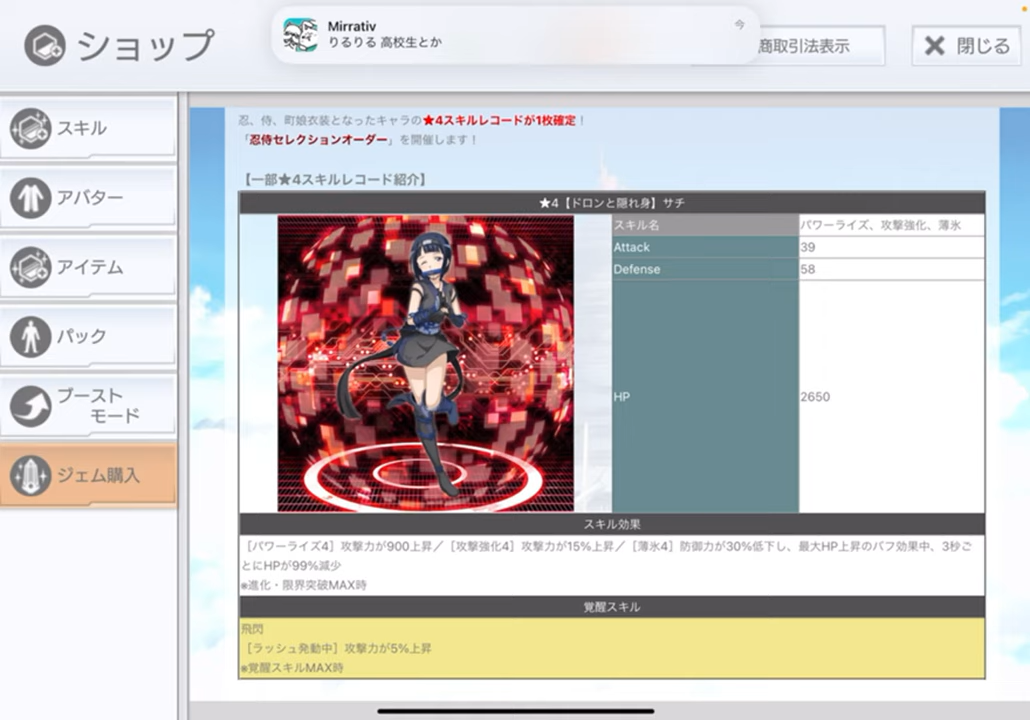 ショップ
Mirrativ
りるりる 高校生とか
今
商取引法表示
閉じる
スキル
アバター
アイテム
パック
ブースト
モード
ジェム購入
忍、侍、町娘衣装となったキャラの★4スキルレコードが1枚確定！
「忍侍セレクションオーダー」を開催します！
【一部★4スキルレコード紹介】
★4【ドロンと隠れ身】サチ
スキル名 パワーライズ、攻撃強化、薄氷
Attack 39
Defense 58
HP 2650
スキル効果
［パワーライズ4］攻撃力が900上昇／［攻撃強化4］攻撃力が15%上昇／［薄氷4］防御力が30%低下し、最大HP上昇のバフ効果中、3秒ご
とにHPが99%減少
※進化・限界突破MAX時
覚醒スキル
飛閃
［ラッシュ発動中］攻撃力が5%上昇
※覚醒スキルMAX時